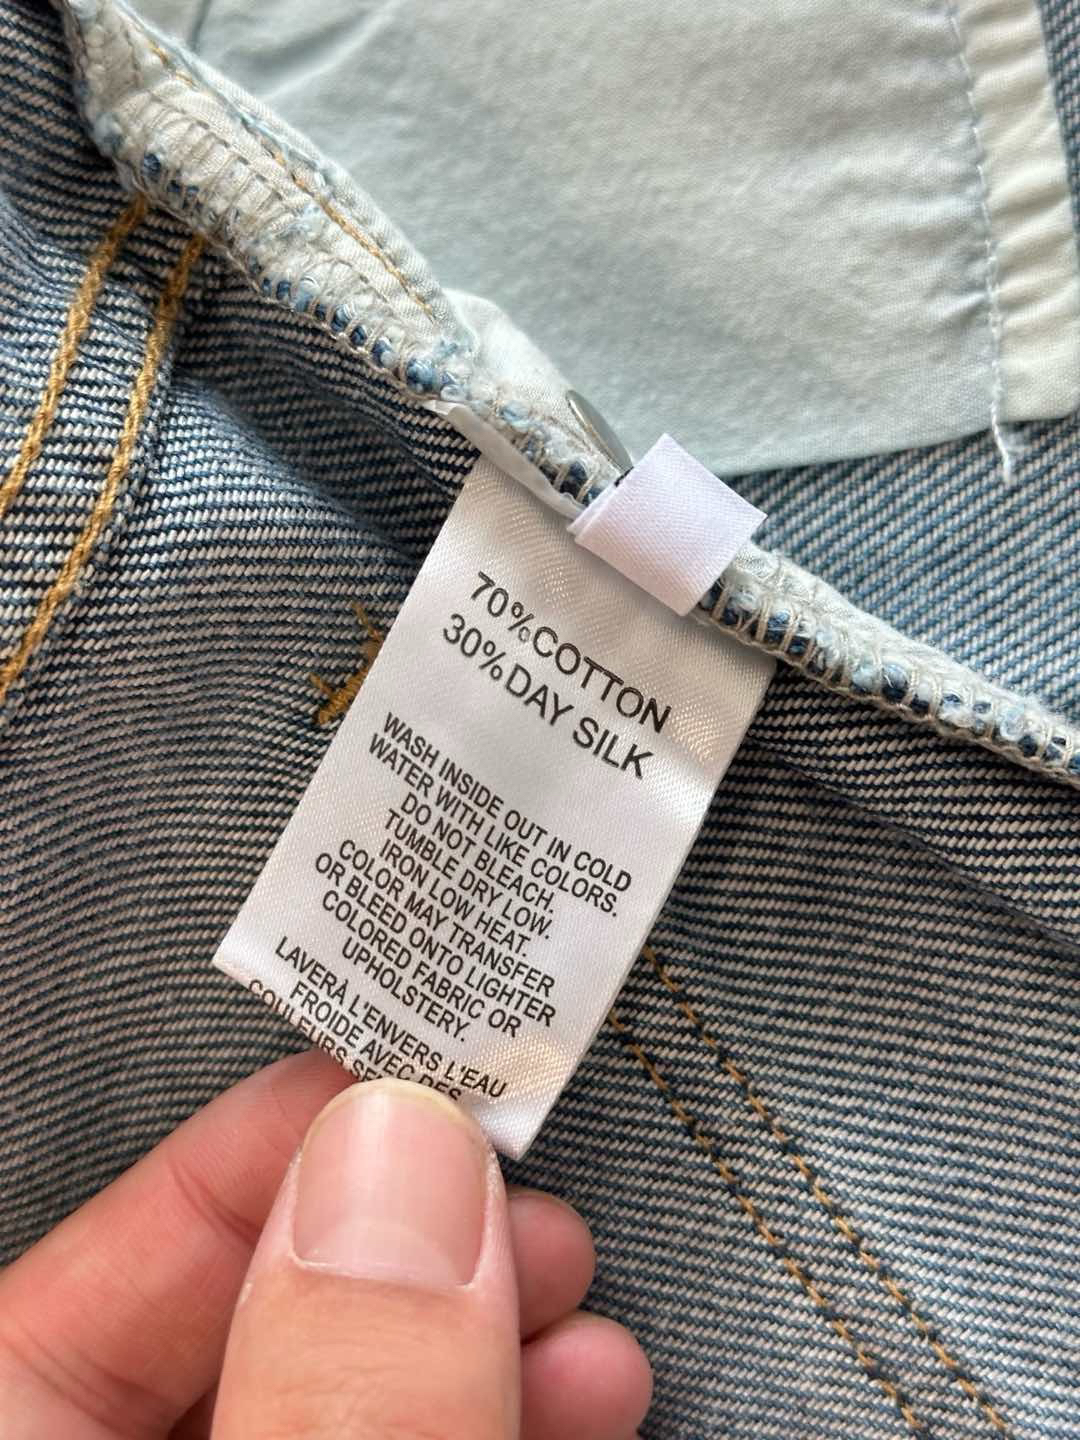 70%COTTON
30%DAY SILK
WASH INSIDE OUT IN COLD
WATER WITH LIKE COLORS.
DO NOT BLEACH.
TUMBLE DRY LOW.
IRON LOW HEAT.
COLOR MAY TRANSFER
OR BLEED ONTO LIGHTER
COLORED FABRIC OR
UPHOLSTERY.
LAVERÀ L'ENVERS L'EAU
FROIDE AVEC DES
COULEURS